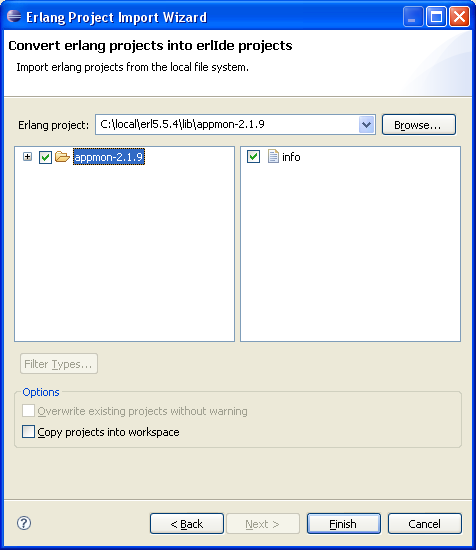 Erlang Project Import Wizard
Convert erlang projects into erlIde projects
Import erlang projects from the local file system.
Erlang project: C:\local\erl5.5.4\lib\appmon-2.1.9 Browse...
appmon-2.1.9 info
Filter Types...
Options
Overwrite existing projects without warning
Copy projects into workspace
? < Back Next > Finish Cancel